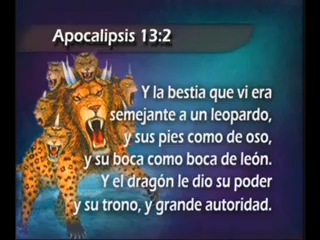 Apocalipsis 13:2
Y la bestia que vi era
semejante a un leopardo,
y sus pies como de oso,
y su boca como boca de león.
Y el dragón le dio su poder
y su trono, y grande autoridad.